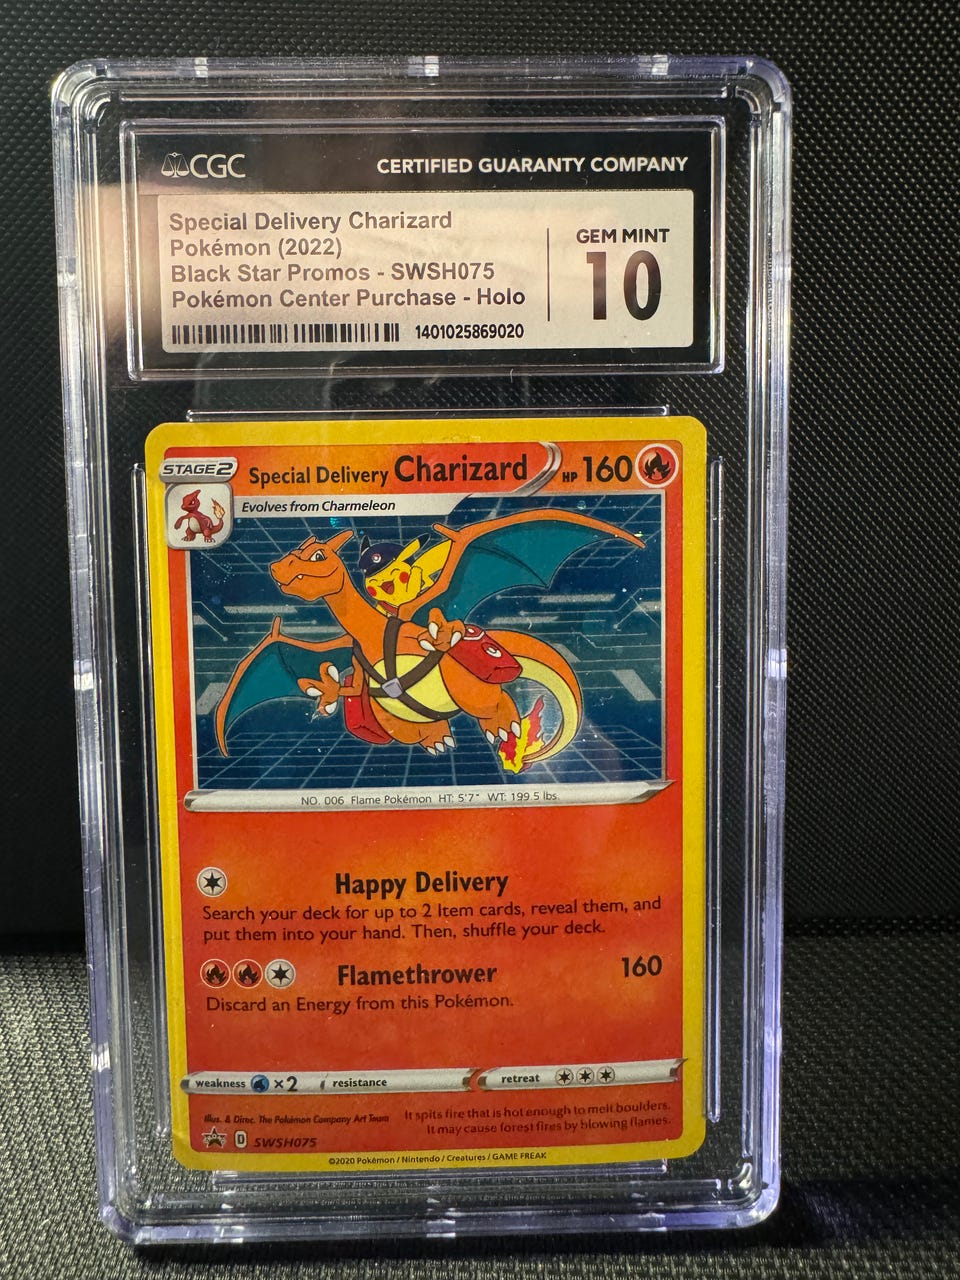 CGC
CERTIFIED GUARANTY COMPANY
Special Delivery Charizard
Pokémon (2022)
Black Star Promos - SWSH075
Pokémon Center Purchase - Holo
1401025869020
GEM MINT
10
STAGE 2
Special Delivery Charizard
HP 160
Evolves from Charmeleon
NO. 006 Flame Pokémon HT: 5'7" WT: 199.5 lbs.
Happy Delivery
Search your deck for up to 2 Item cards, reveal them, and
put them into your hand. Then, shuffle your deck.
Flamethrower 160
Discard an Energy from this Pokémon.
weakness ×2 resistance retreat
Illus. & Direc. The Pokémon Company Art Team
It spits fire that is hot enough to melt boulders.
It may cause forest fires by blowing flames.
D SWSH075
©2020 Pokémon / Nintendo / Creatures / GAME FREAK